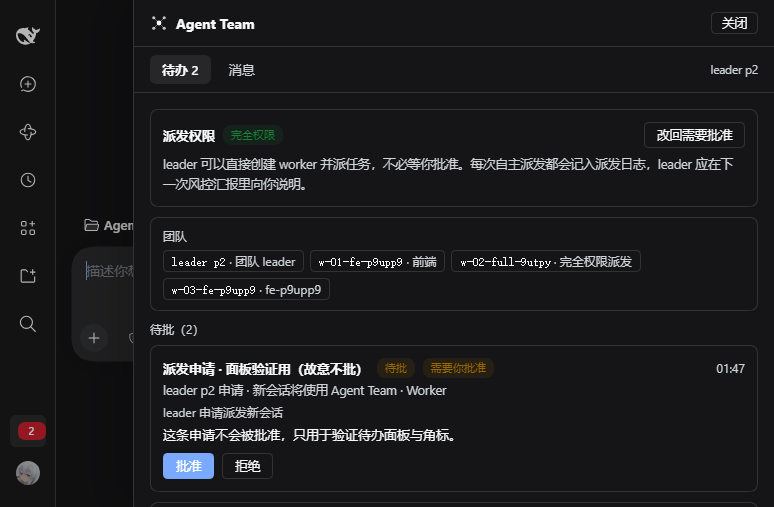 Agent Team
关闭
待办 2
消息
leader p2
派发权限
完全权限
改回需要批准
leader 可以直接创建 worker 并派任务，不必等你批准。每次自主派发都会记入派发日志，leader 应在下
一次风控汇报里向你说明。
团队
leader p2 · 团队 leader
w-01-fe-p9upp9 · 前端
w-02-full-9utpy · 完全权限派发
w-03-fe-p9upp9 · fe-p9upp9
待批（2）
派发申请 · 面板验证用（故意不批）
待批
需要你批准
01:47
leader p2 申请 · 新会话将使用 Agent Team · Worker
leader 申请派发新会话
这条申请不会被批准，只用于验证待办面板与角标。
批准
拒绝
Agen
描述你想
2